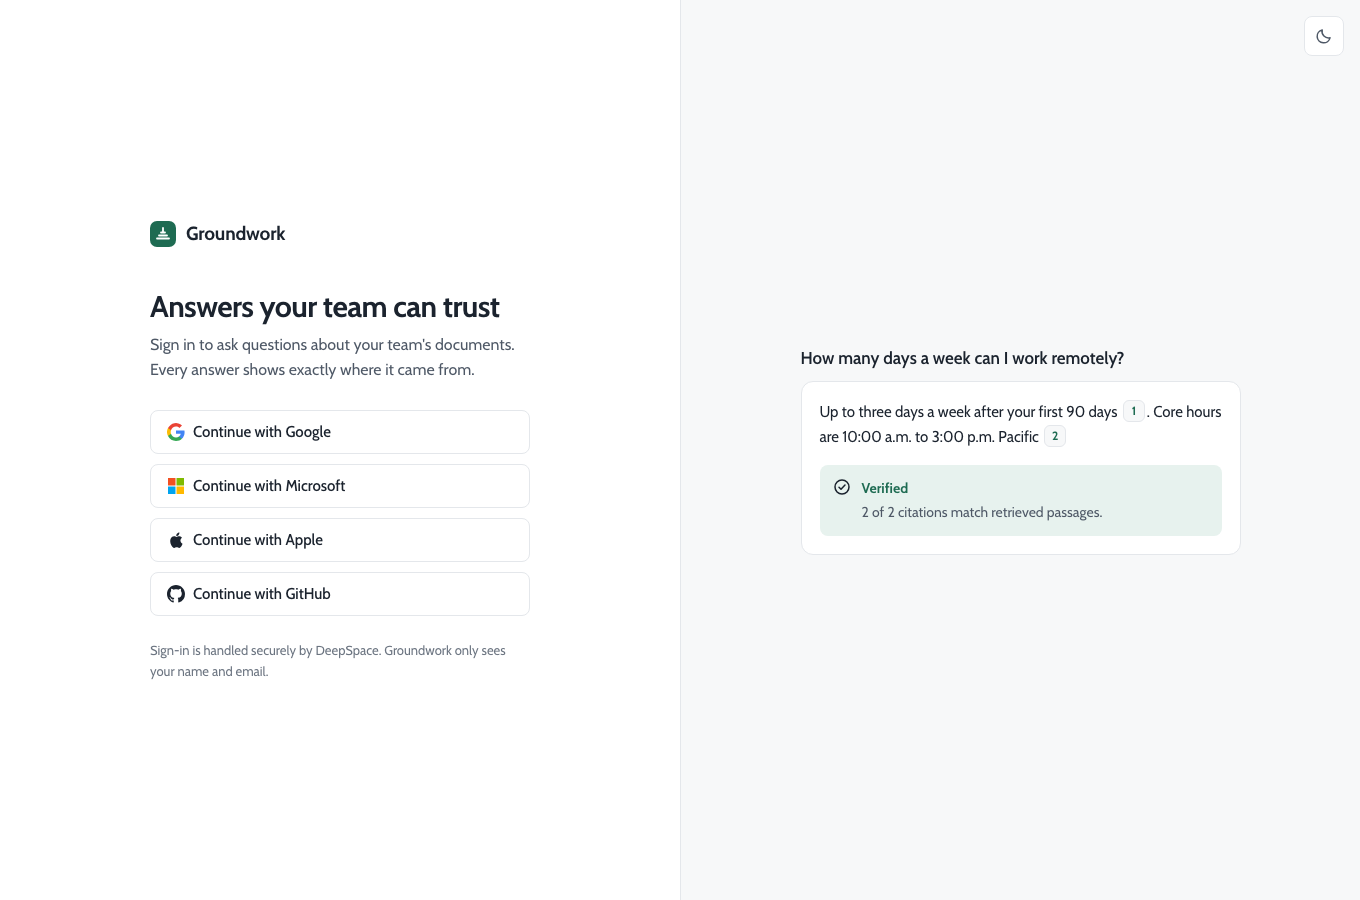 Groundwork
Answers your team can trust
Sign in to ask questions about your team's documents.
Every answer shows exactly where it came from.
Continue with Google
Continue with Microsoft
Continue with Apple
Continue with GitHub
Sign-in is handled securely by DeepSpace. Groundwork only sees
your name and email.
How many days a week can I work remotely?
Up to three days a week after your first 90 days 1 . Core hours
are 10:00 a.m. to 3:00 p.m. Pacific 2
Verified
2 of 2 citations match retrieved passages.